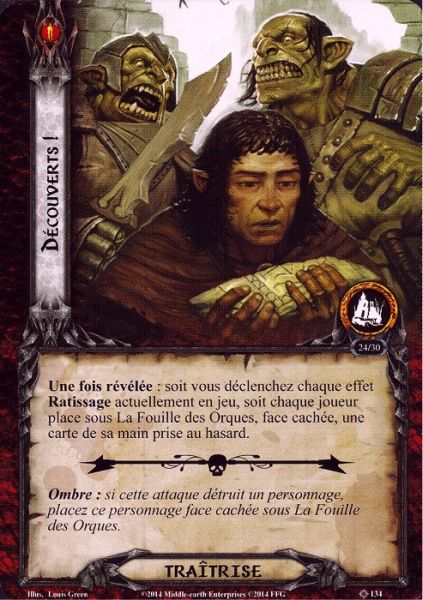 DÉCOUVERTS !
24/30
Une fois révélée : soit vous déclenchez chaque effet
Ratissage actuellement en jeu, soit chaque joueur
place sous La Fouille des Orques, face cachée, une
carte de sa main prise au hasard.
Ombre : si cette attaque détruit un personnage,
placez ce personnage face cachée sous La Fouille
des Orques.
TRAÎTRISE
Illus. Louis Green
©2014 Middle-earth Enterprises ©2014 FFG
134